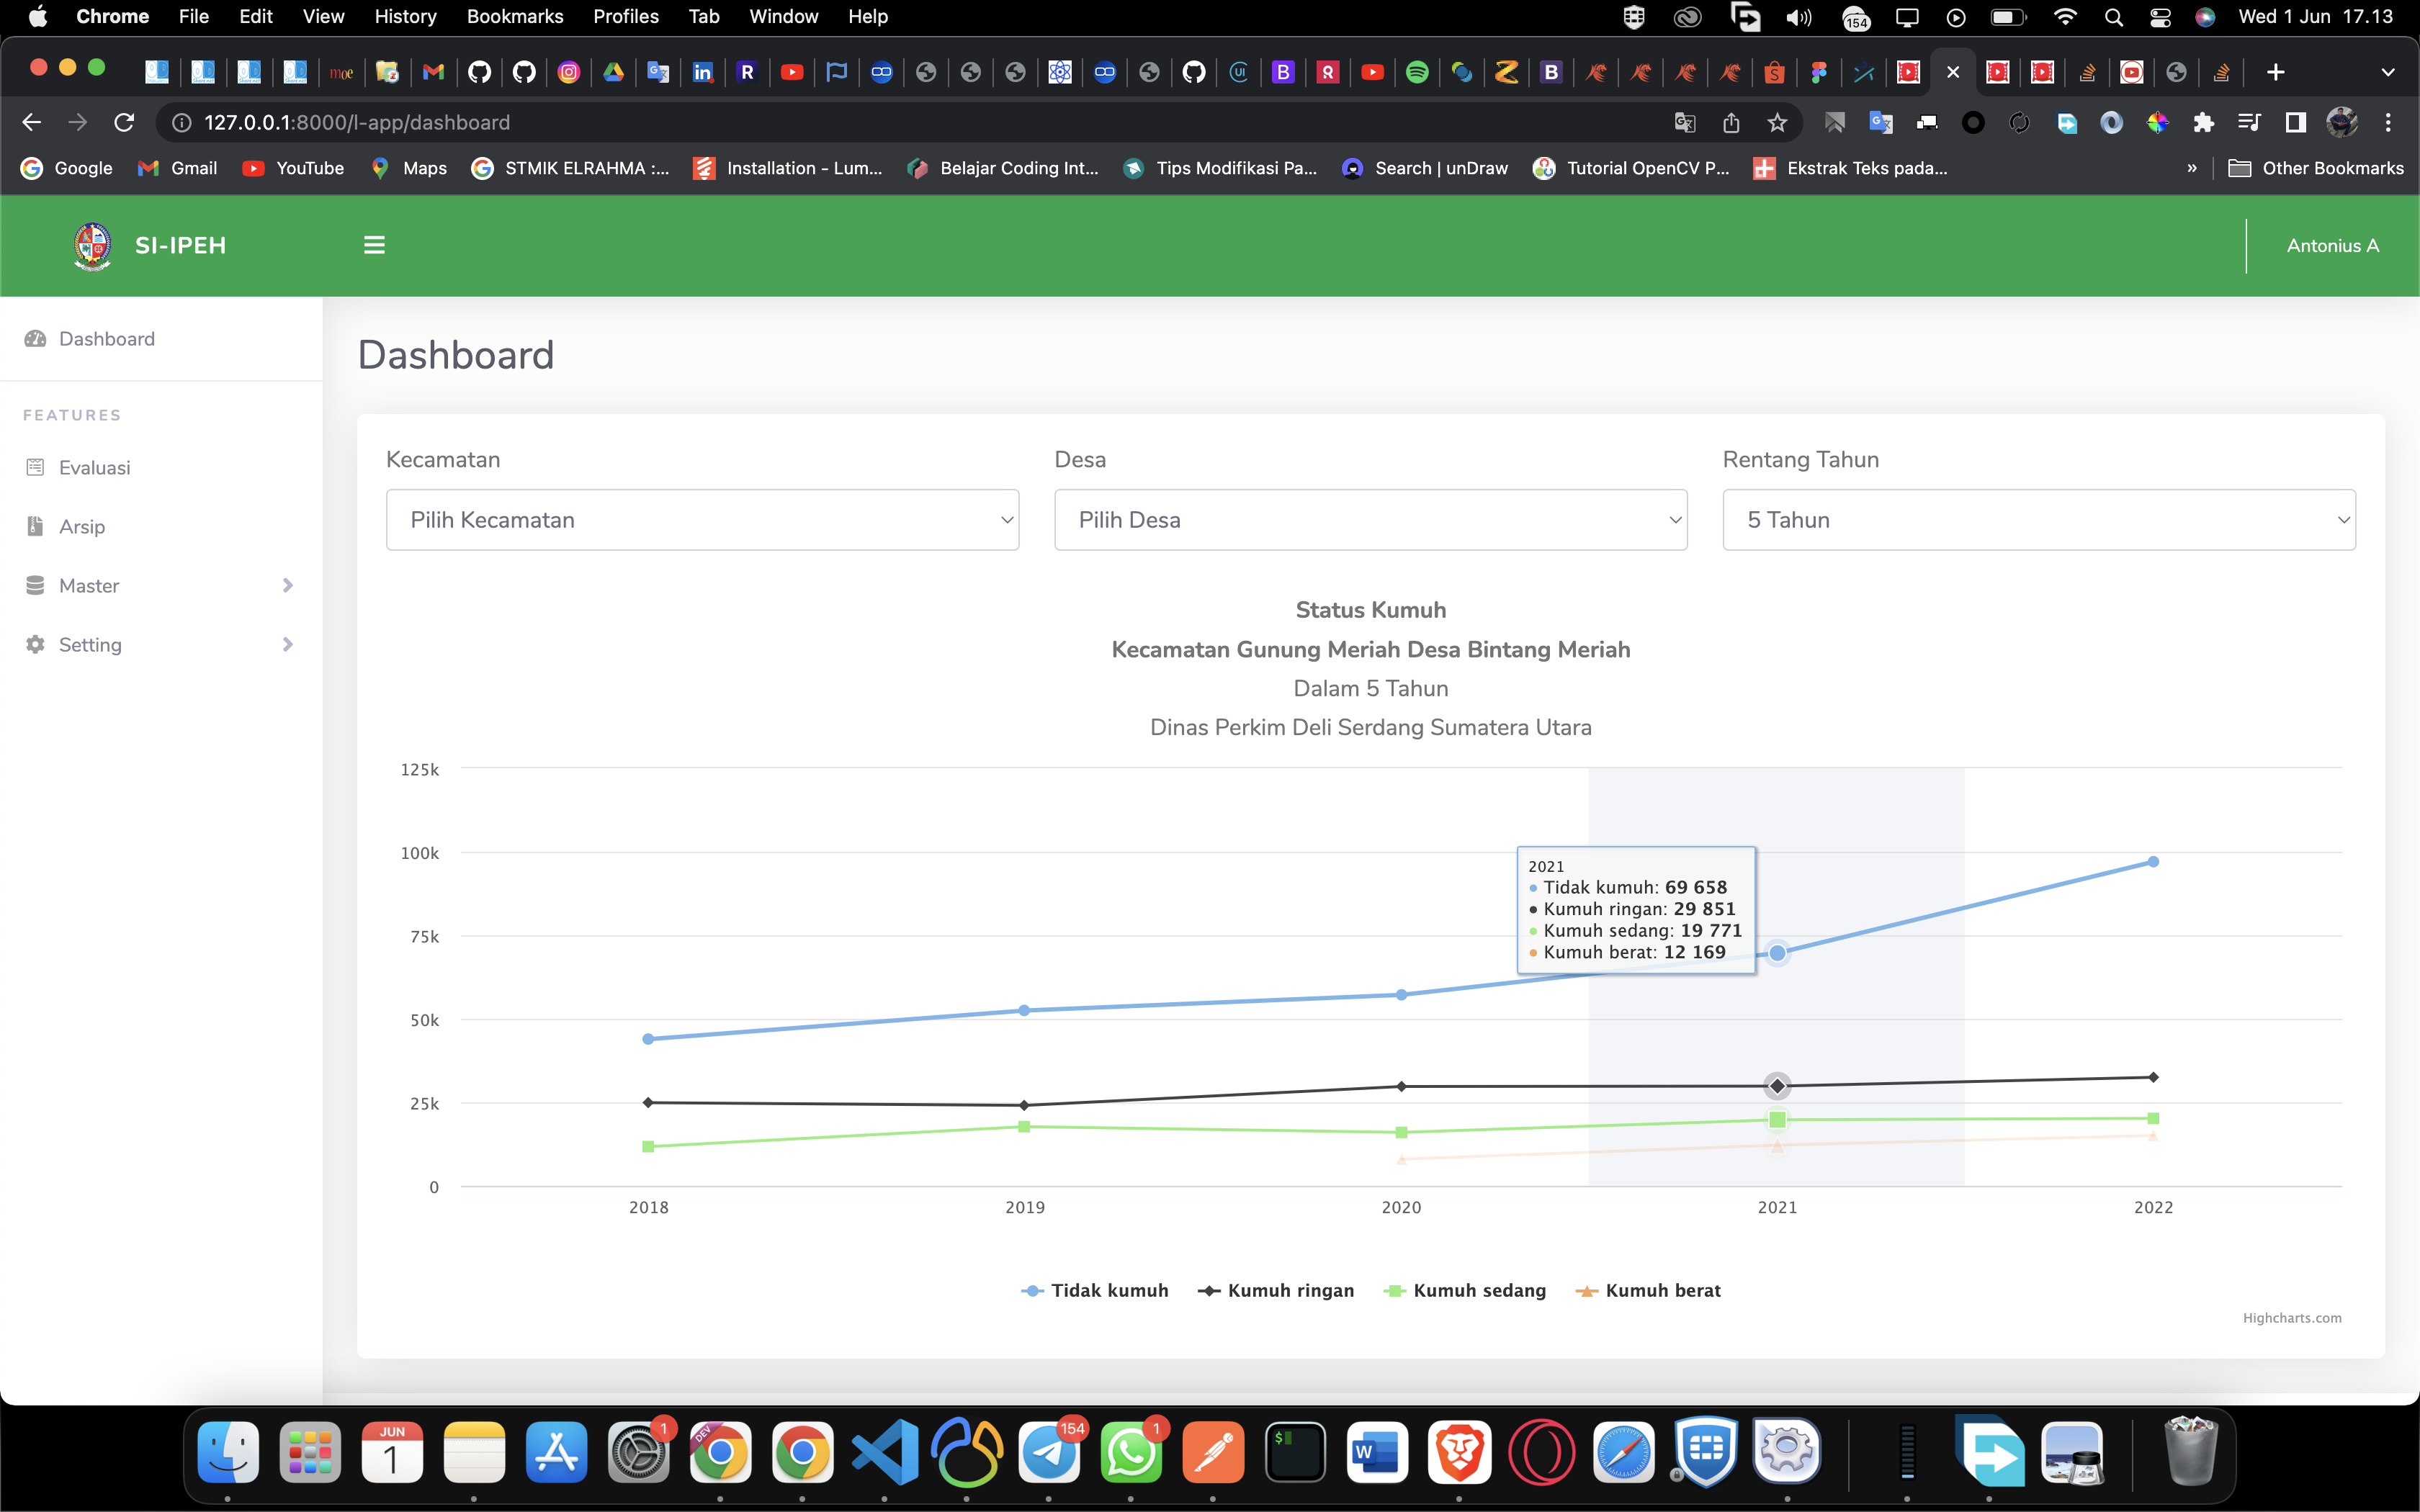 Chrome File Edit View History Bookmarks Profiles Tab Window Help 154 Wed 1 Jun 17.13
moe
127.0.0.1:8000/l-app/dashboard
Google Gmail YouTube Maps STMIK ELRAHMA :... Installation - Lum... Belajar Coding Int... Tips Modifikasi Pa... Search | unDraw Tutorial OpenCV P... Ekstrak Teks pada... » Other Bookmarks
SI-IPEH Antonius A
Dashboard
FEATURES
Evaluasi
Arsip
Master
Setting
Dashboard
Kecamatan Desa Rentang Tahun
Pilih Kecamatan Pilih Desa 5 Tahun
Status Kumuh
Kecamatan Gunung Meriah Desa Bintang Meriah
Dalam 5 Tahun
Dinas Perkim Deli Serdang Sumatera Utara
125k
100k
75k
50k
25k
0
2021
Tidak kumuh: 69 658
Kumuh ringan: 29 851
Kumuh sedang: 19 771
Kumuh berat: 12 169
2018 2019 2020 2021 2022
Tidak kumuh Kumuh ringan Kumuh sedang Kumuh berat
Highcharts.com
JUN
1
1
DEV
154
1
$
W